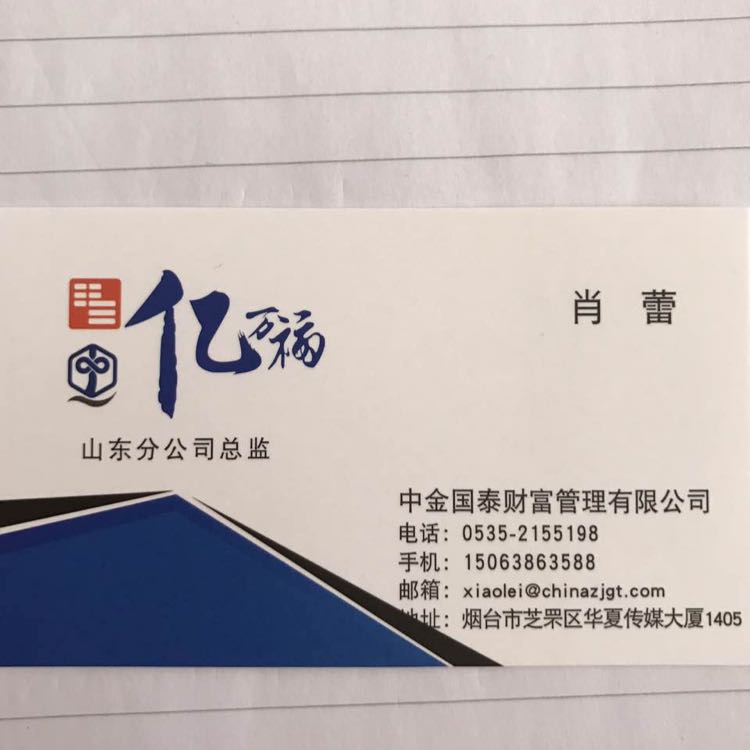 亿万福
肖 蕾
山东分公司总监
中金国泰财富管理有限公司
电话：0535-2155198
手机：15063863588
邮箱：xiaolei@chinazjgt.com
地址：烟台市芝罘区华夏传媒大厦1405